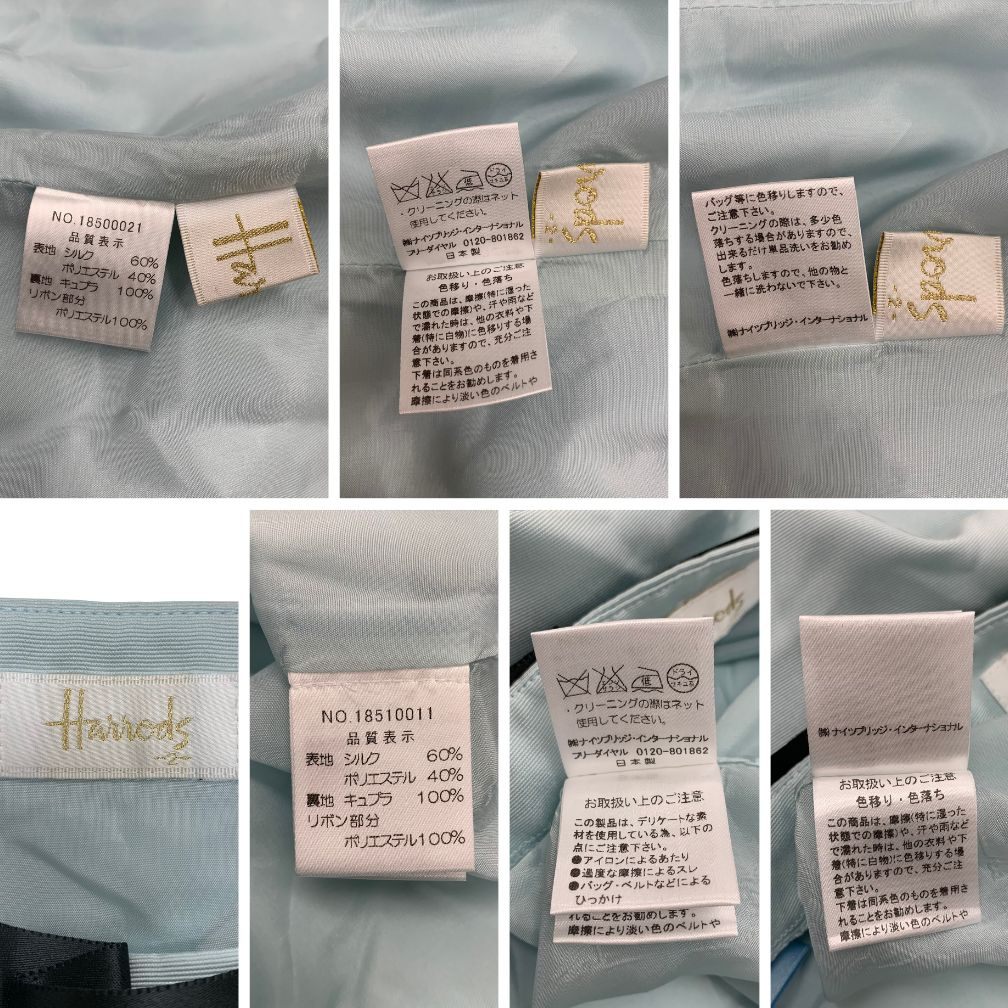 NO.18500021
品質表示
表地 シルク 60%
ポリエステル 40%
裏地 キュプラ 100%
リボン部分
ポリエステル100%
Har
ドライ
低
エンソ
サラシ
セキユ系
・クリーニングの際はネット
使用してください。
㈱ナイツブリッジ・インターナショナル
フリーダイヤル 0120-801862
日本製
お取扱い上のご注意
色移り・色落ち
この商品は、摩擦(特に湿った
状態での摩擦)や、汗や雨など
で濡れた時は、他の衣料や下
着(特に白物)に色移りする場
合がありますので、充分ご注
意下さい。
下着は同系色のものを着用さ
れることをお勧めします。
摩擦により淡い色のベルトや
rods
バッグ等に色移りしますので、
ご注意下さい。
クリーニングの際は、多少色
落ちする場合がありますので、
出来るだけ単品洗いをお勧め
します。
色落ちしますので、他の物と
一緒に洗わないで下さい。
㈱ナイツブリッジ・インターナショナル
rods
Harrods
NO.18510011
品質表示
表地 シルク 60%
ポリエステル 40%
裏地 キュプラ 100%
リボン部分
ポリエステル100%
rods
ドライ
低
エンソ
サラシ
セキユ系
・クリーニングの際はネット
使用してください。
㈱ナイツブリッジ・インターナショナル
フリーダイヤル 0120-801862
日本製
お取扱い上のご注意
この製品は、デリケートな素
材を使用している為、以下の
点にご注意下さい。
●アイロンによるあたり
●過度な摩擦によるスレ
●バッグ・ベルトなどによる
ひっかけ
れることをお勧めします。
摩擦により淡い色のベルトや
㈱ナイツブリッジ・インターナショナル
お取扱い上のご注意
色移り・色落ち
この商品は、摩擦(特に湿った
状態での摩擦)や、汗や雨など
で濡れた時は、他の衣料や下
着(特に白物)に色移りする場
合がありますので、充分ご注
意下さい。
下着は同系色のものを着用さ
れることをお勧めします。
摩擦により淡い色のベルトや